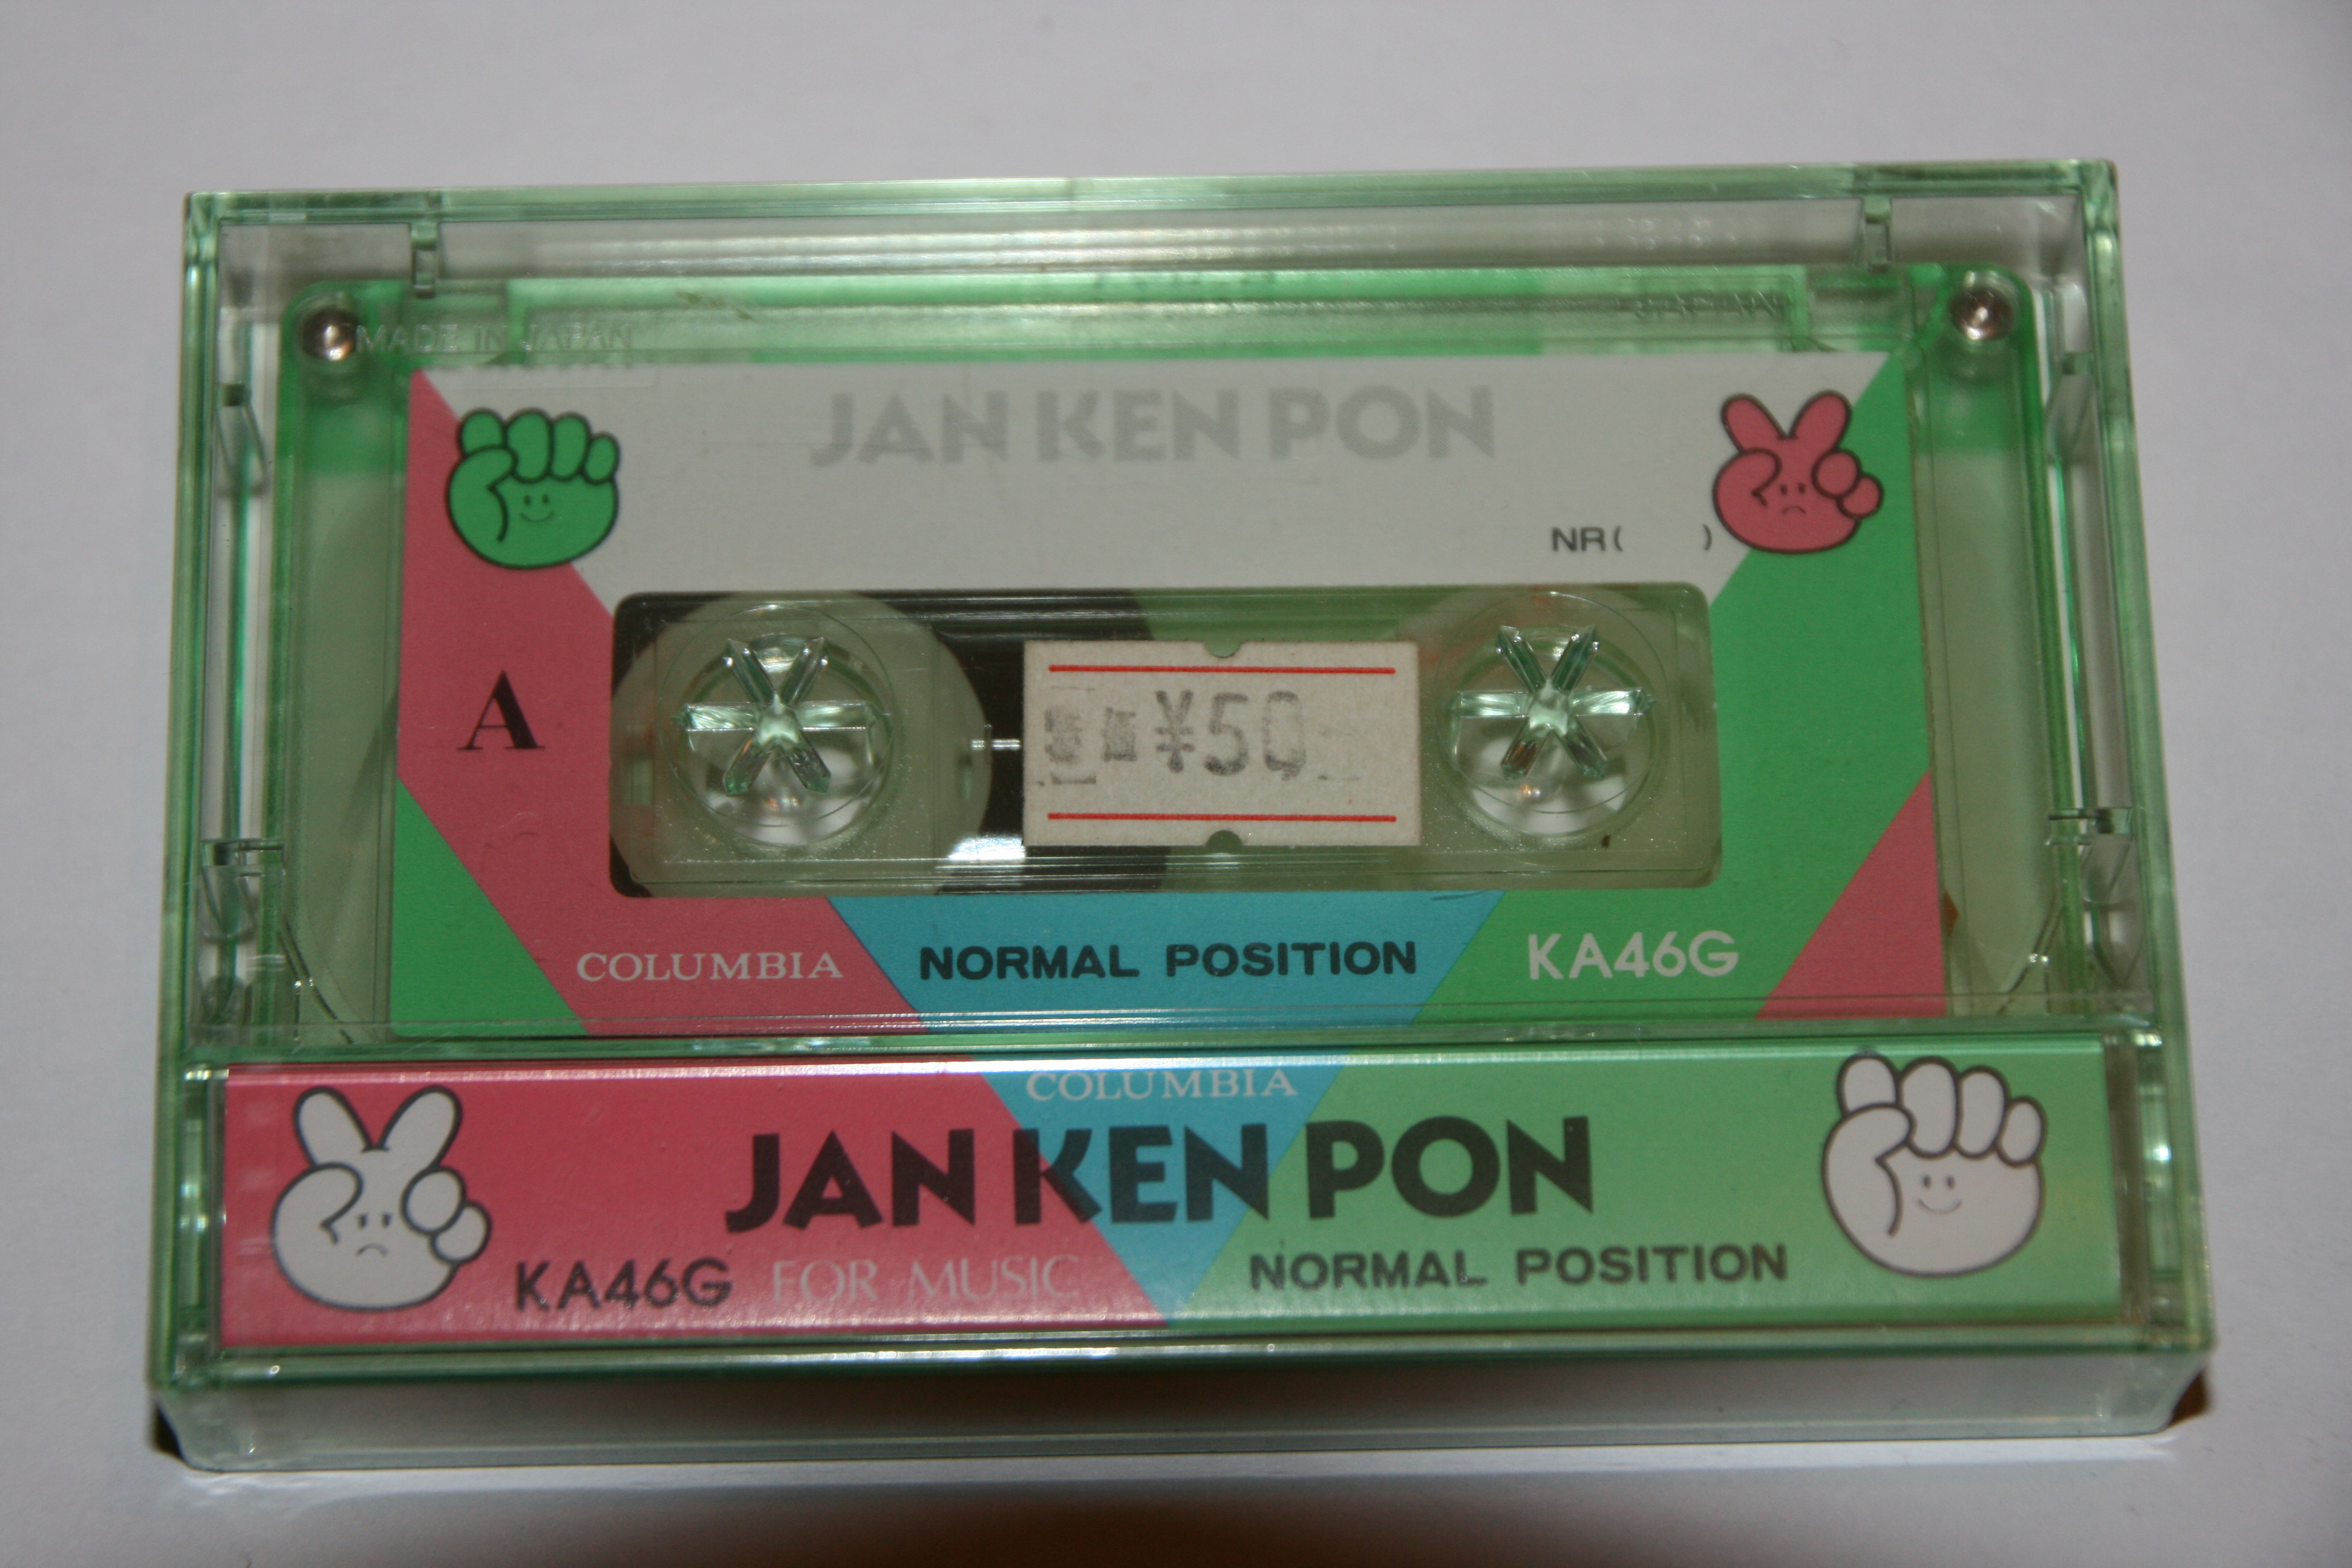 MADE IN JAPAN
JAPAN
JAN KEN PON
NR( )
A
¥50
COLUMBIA NORMAL POSITION KA46G
COLUMBIA
JAN KEN PON
KA46G FOR MUSIC NORMAL POSITION